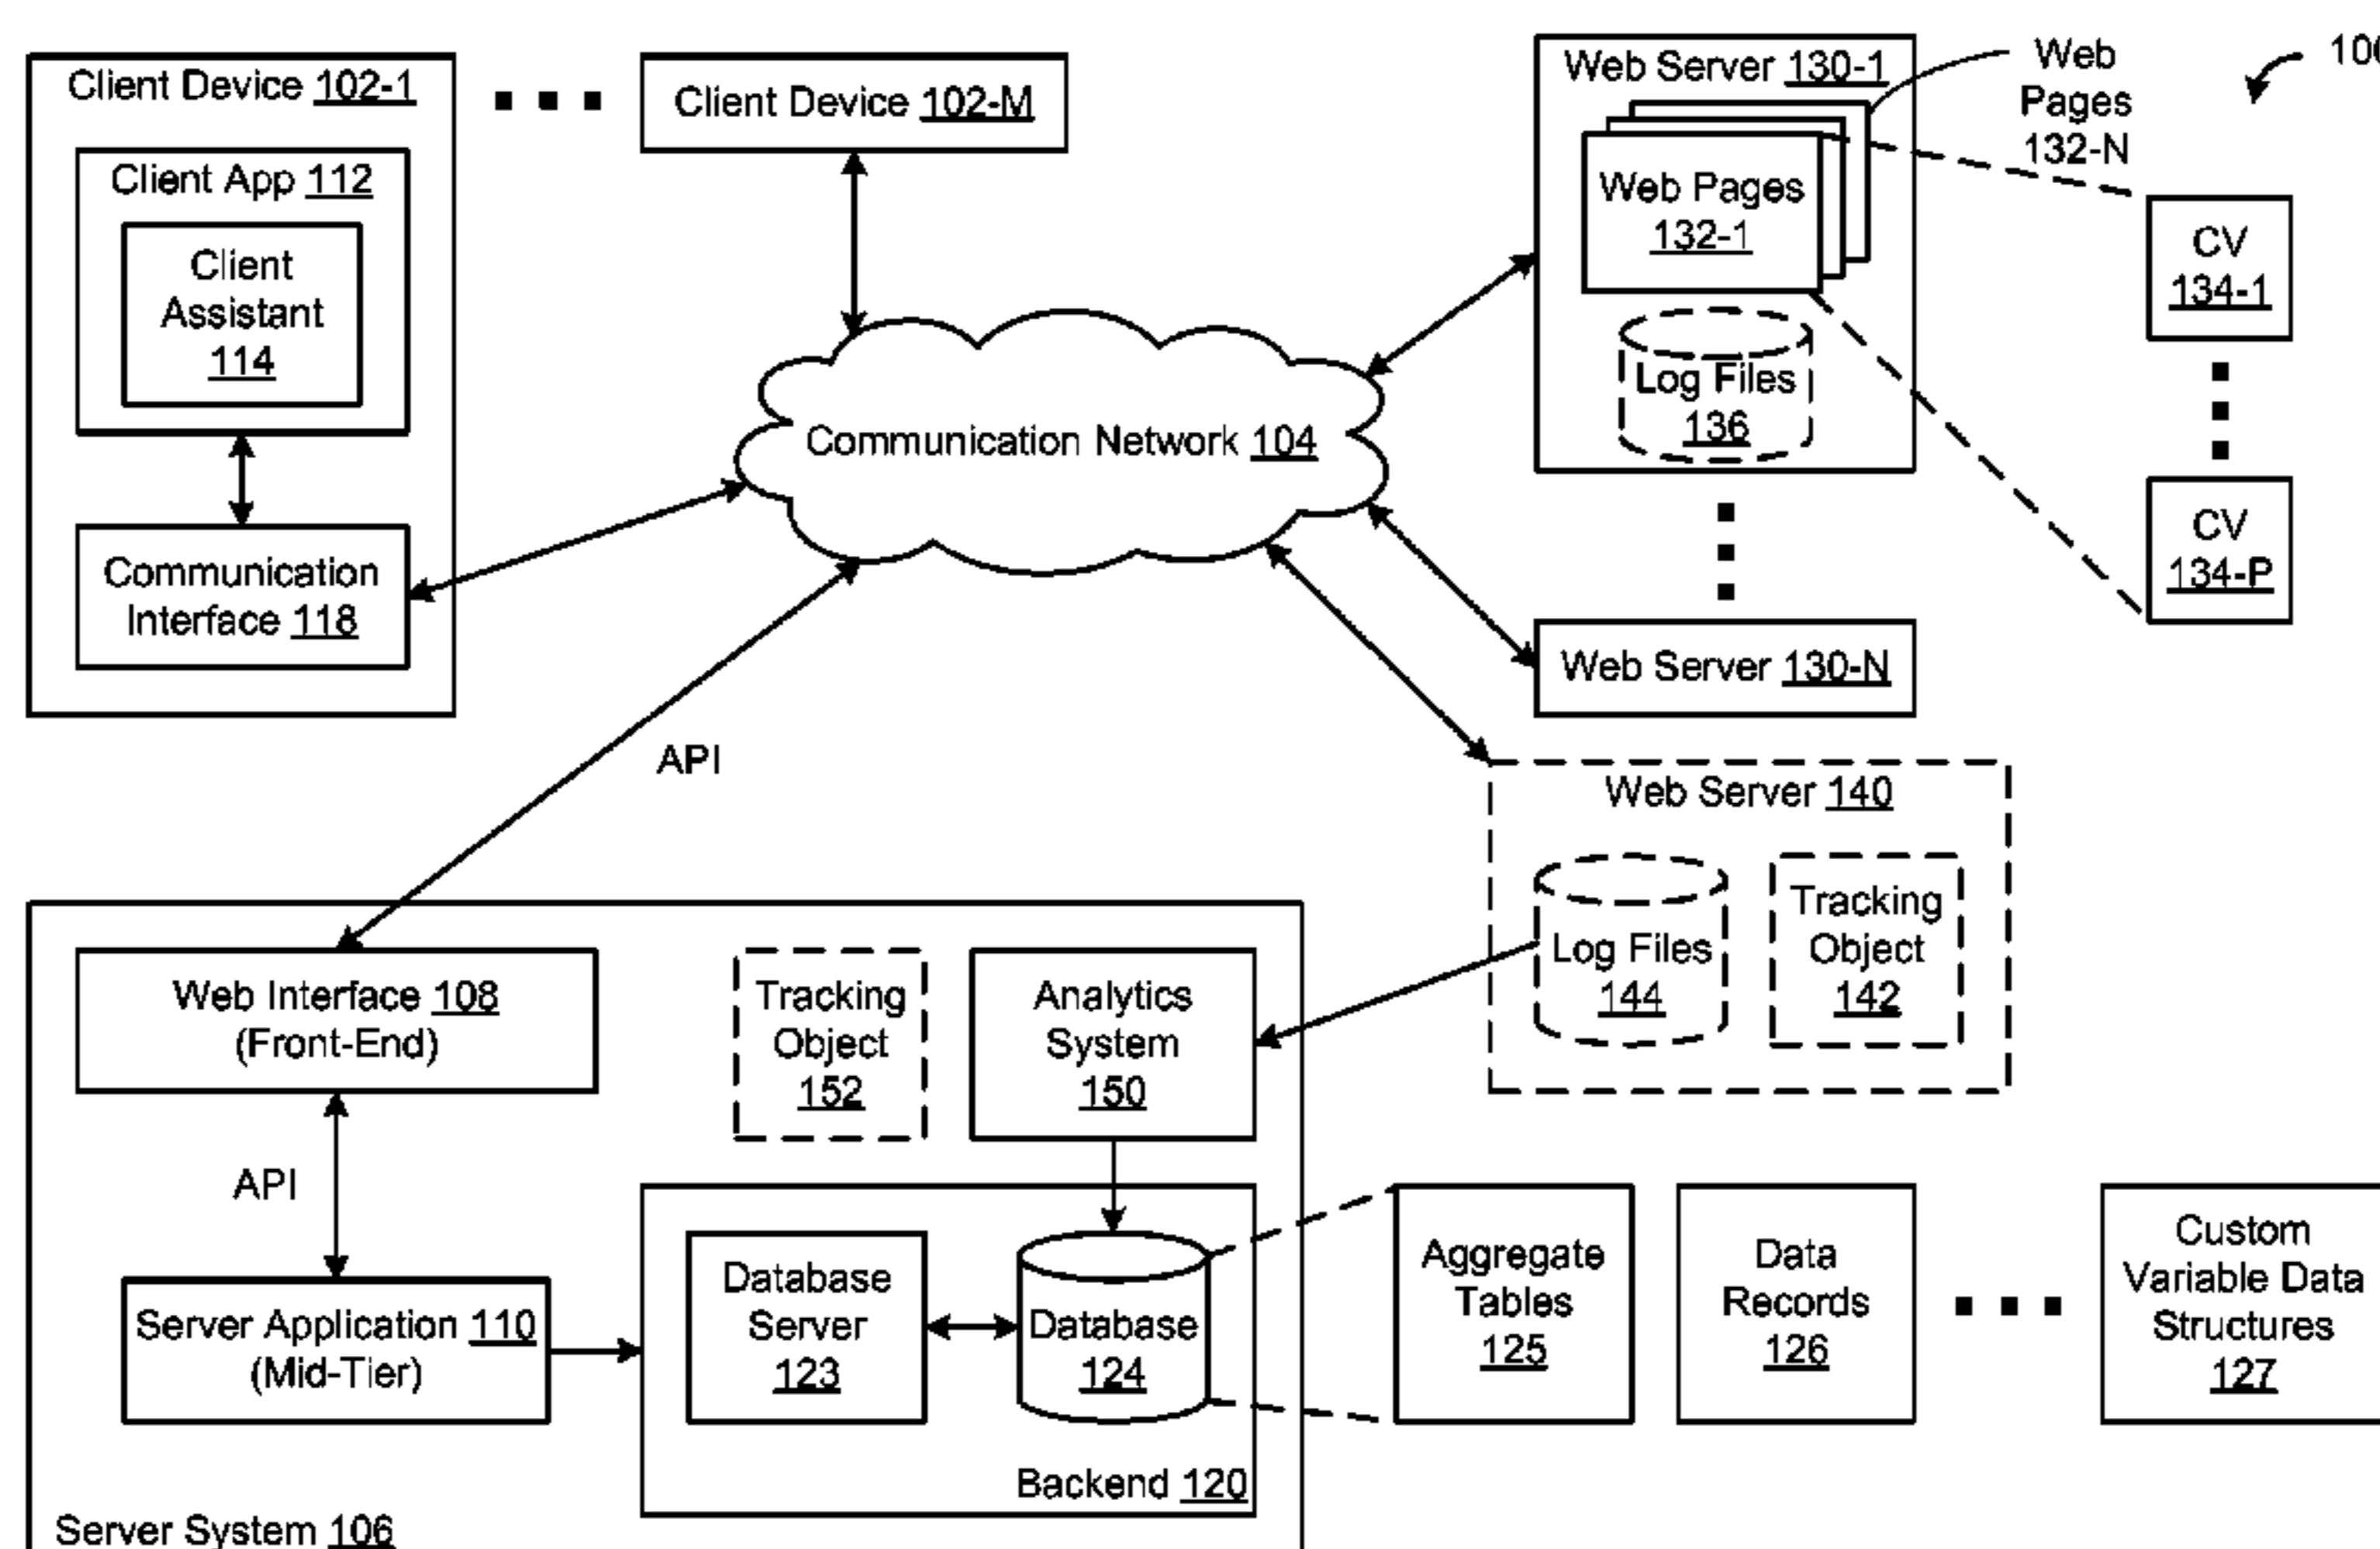 Client Device 102-1
Client App 112
Client
Assistant
114
Communication
Interface 118
Client Device 102-M
Communication Network 104
Web Server 130-1
Web Pages
132-1
Log Files
136
Web
Pages
132-N
CV
134-1
CV
134-P
Web Server 130-N
Web Server 140
Log Files
144
Tracking
Object
142
API
Web Interface 108
(Front-End)
Tracking
Object
152
Analytics
System
150
API
Server Application 110
(Mid-Tier)
Database
Server
123
Database
124
Backend 120
Server System 106
Aggregate
Tables
125
Data
Records
126
Custom
Variable Data
Structures
127